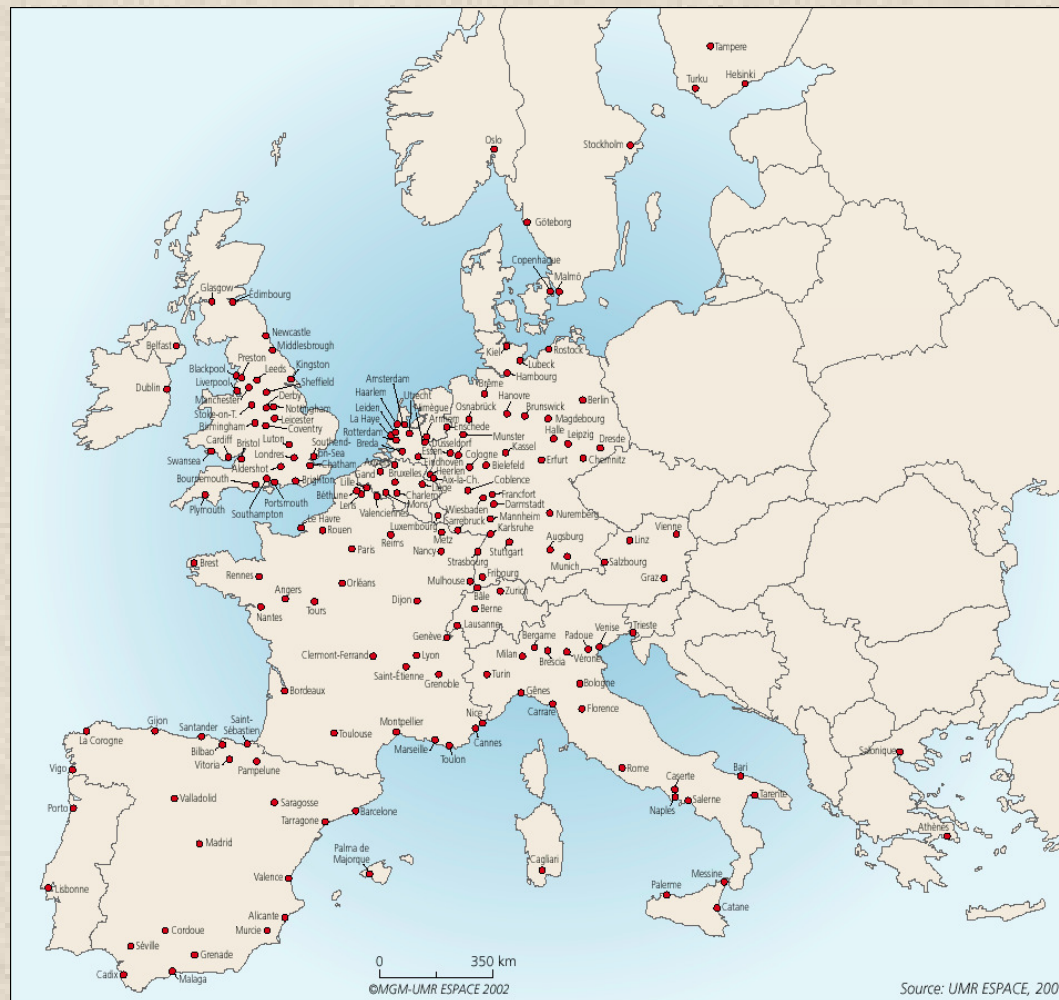 Tampere
Turku
Helsinki
Oslo
Stockholm
Göteborg
Copenhague
Malmö
Glasgow
Édimbourg
Newcastle
Middlesbrough
Belfast
Dublin
Preston
Blackpool
Leeds
Kingston
Liverpool
Sheffield
Manchester
Derby
Stoke-on-T.
Nottingham
Leicester
Birmingham
Coventry
Cardiff
Bristol
Luton
Southend-
on-Sea
Swansea
Londres
Chatham
Aldershot
Bournemouth
Brighton
Plymouth
Portsmouth
Southampton
Kiel
Rostock
Lubeck
Hambourg
Brême
Berlin
Amsterdam
Haarlem
Utrecht
Leiden
Nimègue
La Haye
Arnhem
Rotterdam
Enschede
Breda
Osnabrück
Hanovre
Brunswick
Magdebourg
Halle
Leipzig
Dresde
Munster
Düsseldprf
Essen
Cologne
Kassel
Erfurt
Chemnitz
Eindhoven
Heerlen
Bielefeld
Gand
Bruxelles
Aix-la-Ch.
Coblence
Lille
Liège
Béthune
Charleroi
Francfort
Lens
Mons
Wiesbaden
Darmstadt
Valenciennes
Sarrebruck
Mannheim
Nuremberg
Luxembourg
Karlsruhe
Le Havre
Rouen
Reims
Metz
Paris
Nancy
Strasbourg
Stuttgart
Augsburg
Munich
Linz
Vienne
Salzbourg
Graz
Brest
Rennes
Orléans
Mulhouse
Fribourg
Angers
Bâle
Zurich
Nantes
Tours
Dijon
Berne
Lausanne
Genève
Bergame
Padoue
Venise
Trieste
Clermont-Ferrand
Lyon
Milan
Brescia
Vérone
Saint-Étienne
Grenoble
Turin
Bordeaux
Gênes
Bologne
Carrare
Florence
Nice
Cannes
Toulouse
Montpellier
Marseille
Toulon
La Corogne
Gijon
Santander
Saint-
Sébastien
Bilbao
Vitoria
Pampelune
Vigo
Porto
Valladolid
Saragosse
Barcelone
Tarragone
Madrid
Palma de
Majorque
Lisbonne
Valence
Alicante
Cordoue
Murcie
Séville
Grenade
Cadix
Malaga
Rome
Caserte
Naples
Salerne
Bari
Tarente
Cagliari
Messine
Palerme
Catane
Salonique
Athènes
0 350 km
©MGM-UMR ESPACE 2002
Source: UMR ESPACE, 200